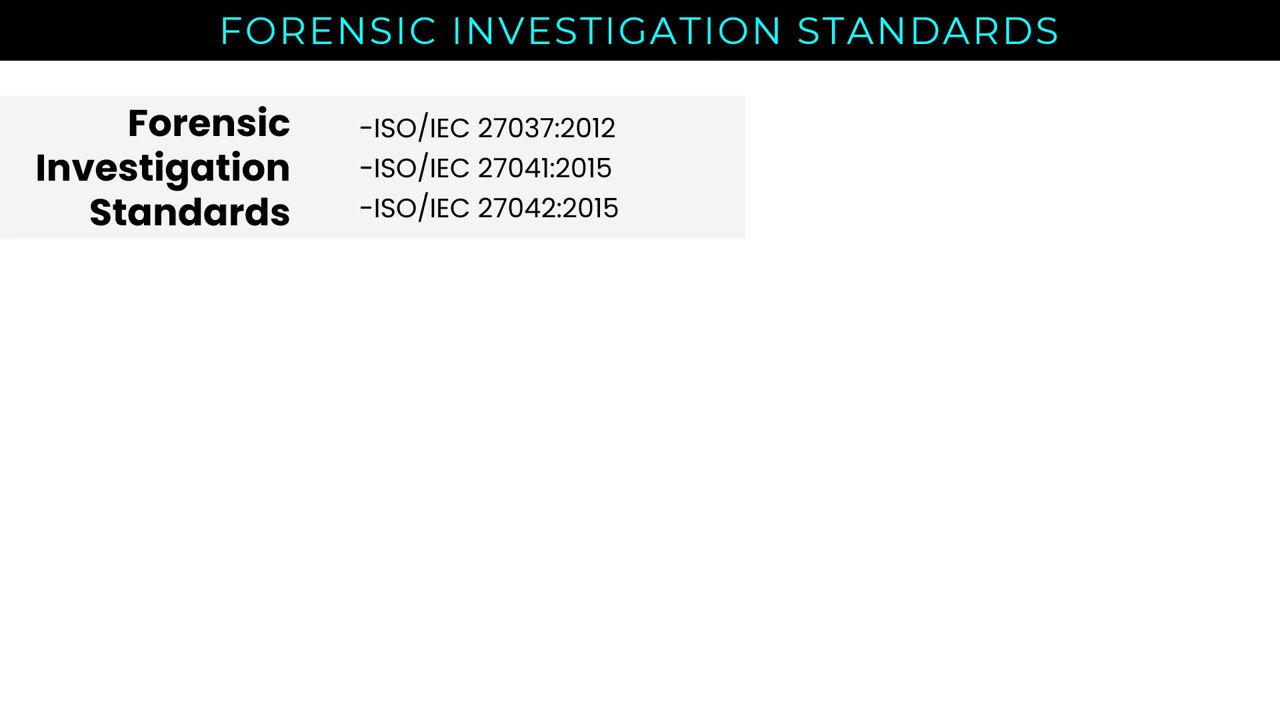 FORENSIC INVESTIGATION STANDARDS
Forensic
Investigation
Standards
-ISO/IEC 27037:2012
-ISO/IEC 27041:2015
-ISO/IEC 27042:2015